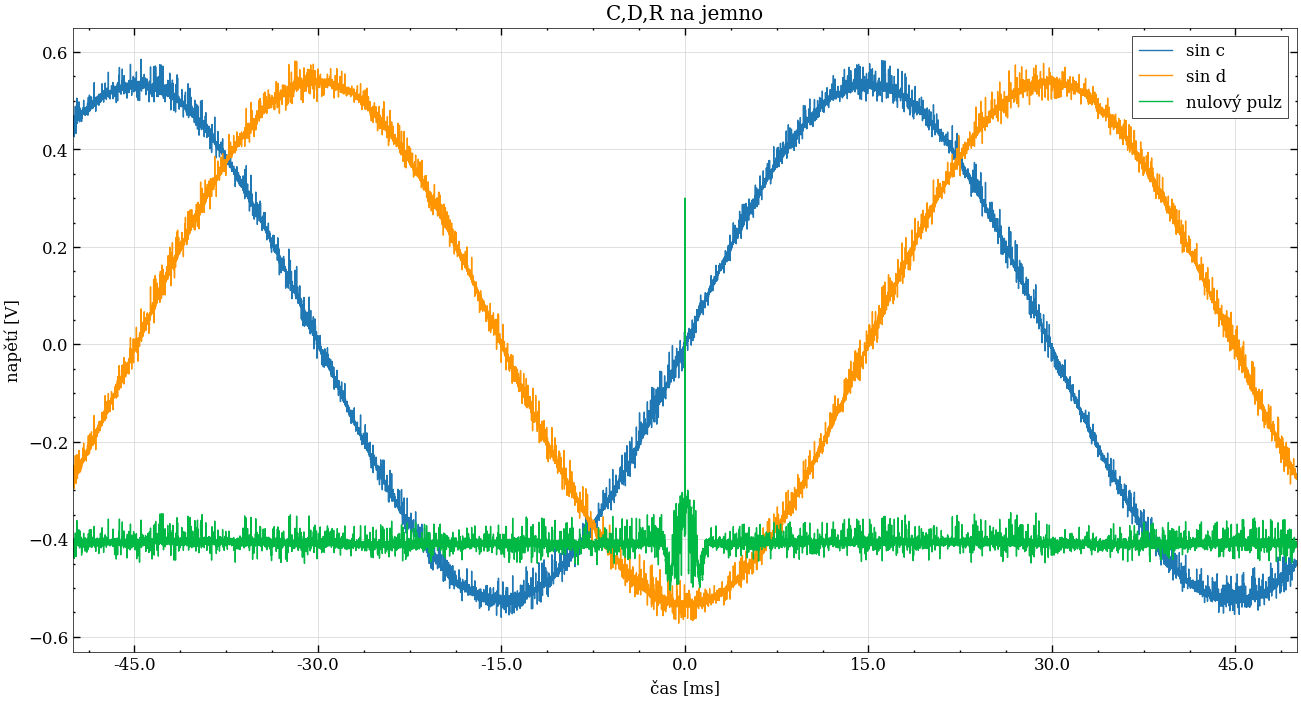 C,D,R na jemno
sin c
sin d
nulový pulz
napětí [V]
0.6
0.4
0.2
0.0
−0.2
−0.4
−0.6
-45.0
-30.0
-15.0
0.0
15.0
30.0
45.0
čas [ms]